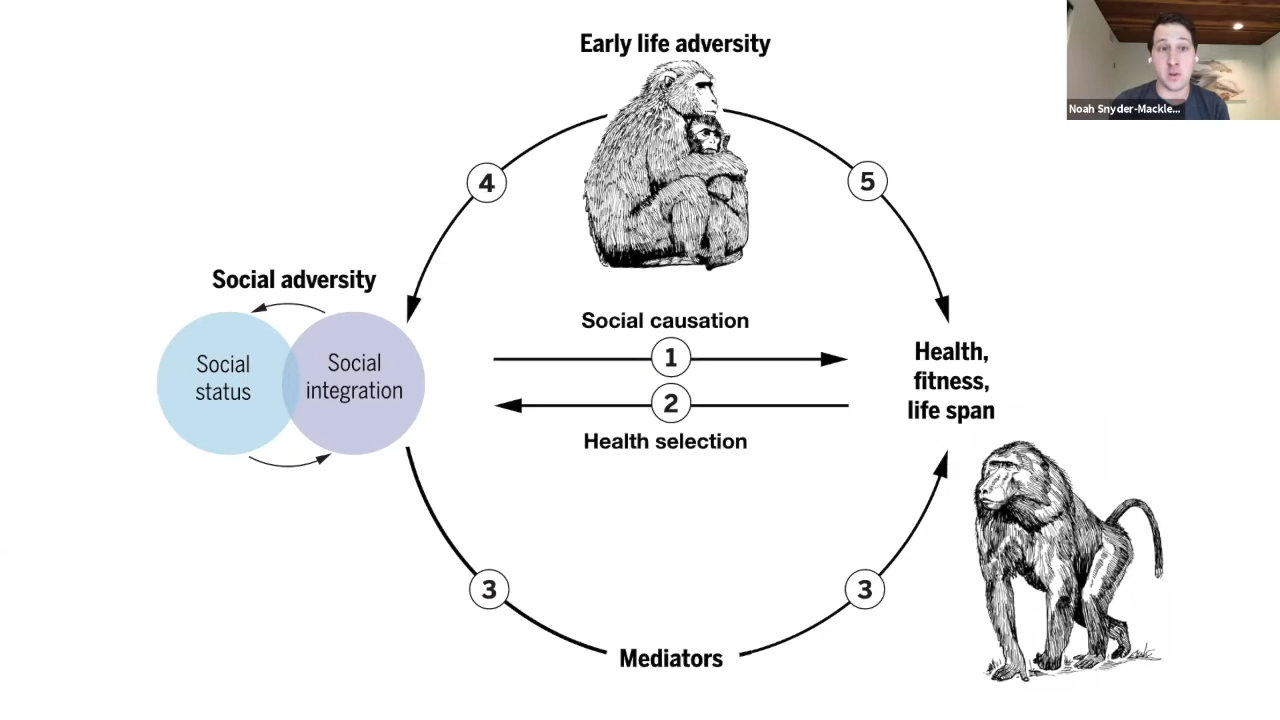 Early life adversity
Noah Snyder-Mackle...
4
5
Social adversity
Social
status
Social
integration
Social causation
1
2
Health selection
Health,
fitness,
life span
3
3
Mediators